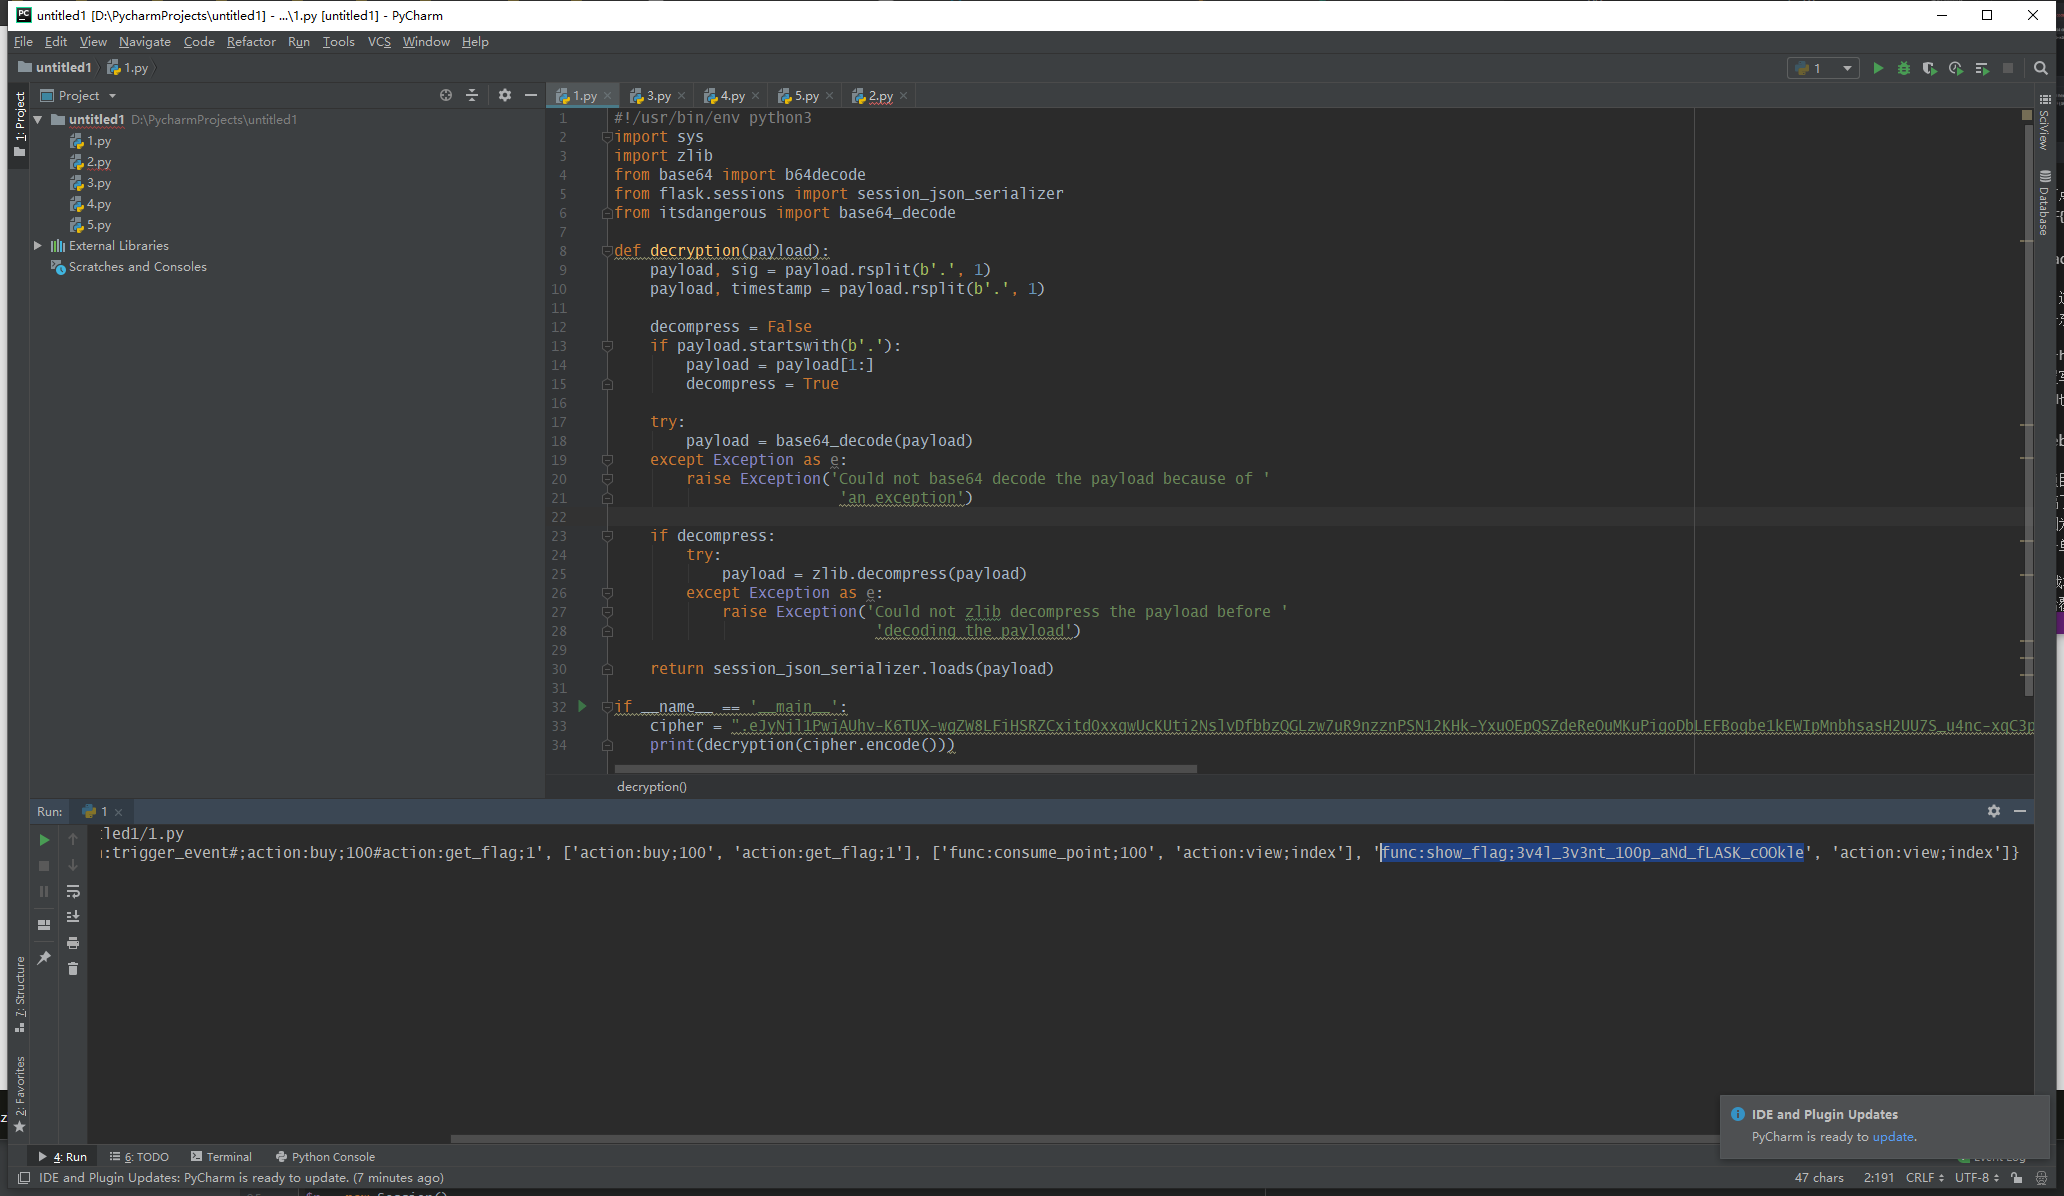 untitled1 [D:\PycharmProjects\untitled1] - ...\1.py [untitled1] - PyCharm
File Edit View Navigate Code Refactor Run Tools VCS Window Help
untitled1 1.py
1
Project
1.py 3.py 4.py 5.py 2.py
1: Project
SciView
Database
untitled1 D:\PycharmProjects\untitled1
1.py
2.py
3.py
4.py
5.py
External Libraries
Scratches and Consoles
1 #!/usr/bin/env python3
2 import sys
3 import zlib
4 from base64 import b64decode
5 from flask.sessions import session_json_serializer
6 from itsdangerous import base64_decode
7
8 def decryption(payload):
9 payload, sig = payload.rsplit(b'.', 1)
10 payload, timestamp = payload.rsplit(b'.', 1)
11
12 decompress = False
13 if payload.startswith(b'.'):
14 payload = payload[1:]
15 decompress = True
16
17 try:
18 payload = base64_decode(payload)
19 except Exception as e:
20 raise Exception('Could not base64 decode the payload because of '
21 'an exception')
22
23 if decompress:
24 try:
25 payload = zlib.decompress(payload)
26 except Exception as e:
27 raise Exception('Could not zlib decompress the payload before '
28 'decoding the payload')
29
30 return session_json_serializer.loads(payload)
31
32 if __name__ == '__main__':
33 cipher =
34 print(decryption(cipher.encode()))
decryption()
Run: 1
tled1/1.py
:trigger_event#;action:buy;100#action:get_flag;1', ['action:buy;100', 'action:get_flag;1'], ['func:consume_point;100', 'action:view;index'], 'func:show_flag;3v4l_3v3nt_1OOp_aNd_fLASK_cOOkle', 'action:view;index']}
7: Structure
2: Favorites
IDE and Plugin Updates
PyCharm is ready to update.
4: Run 6: TODO Terminal Python Console
IDE and Plugin Updates: PyCharm is ready to update. (7 minutes ago)
47 chars 2:191 CRLF UTF-8